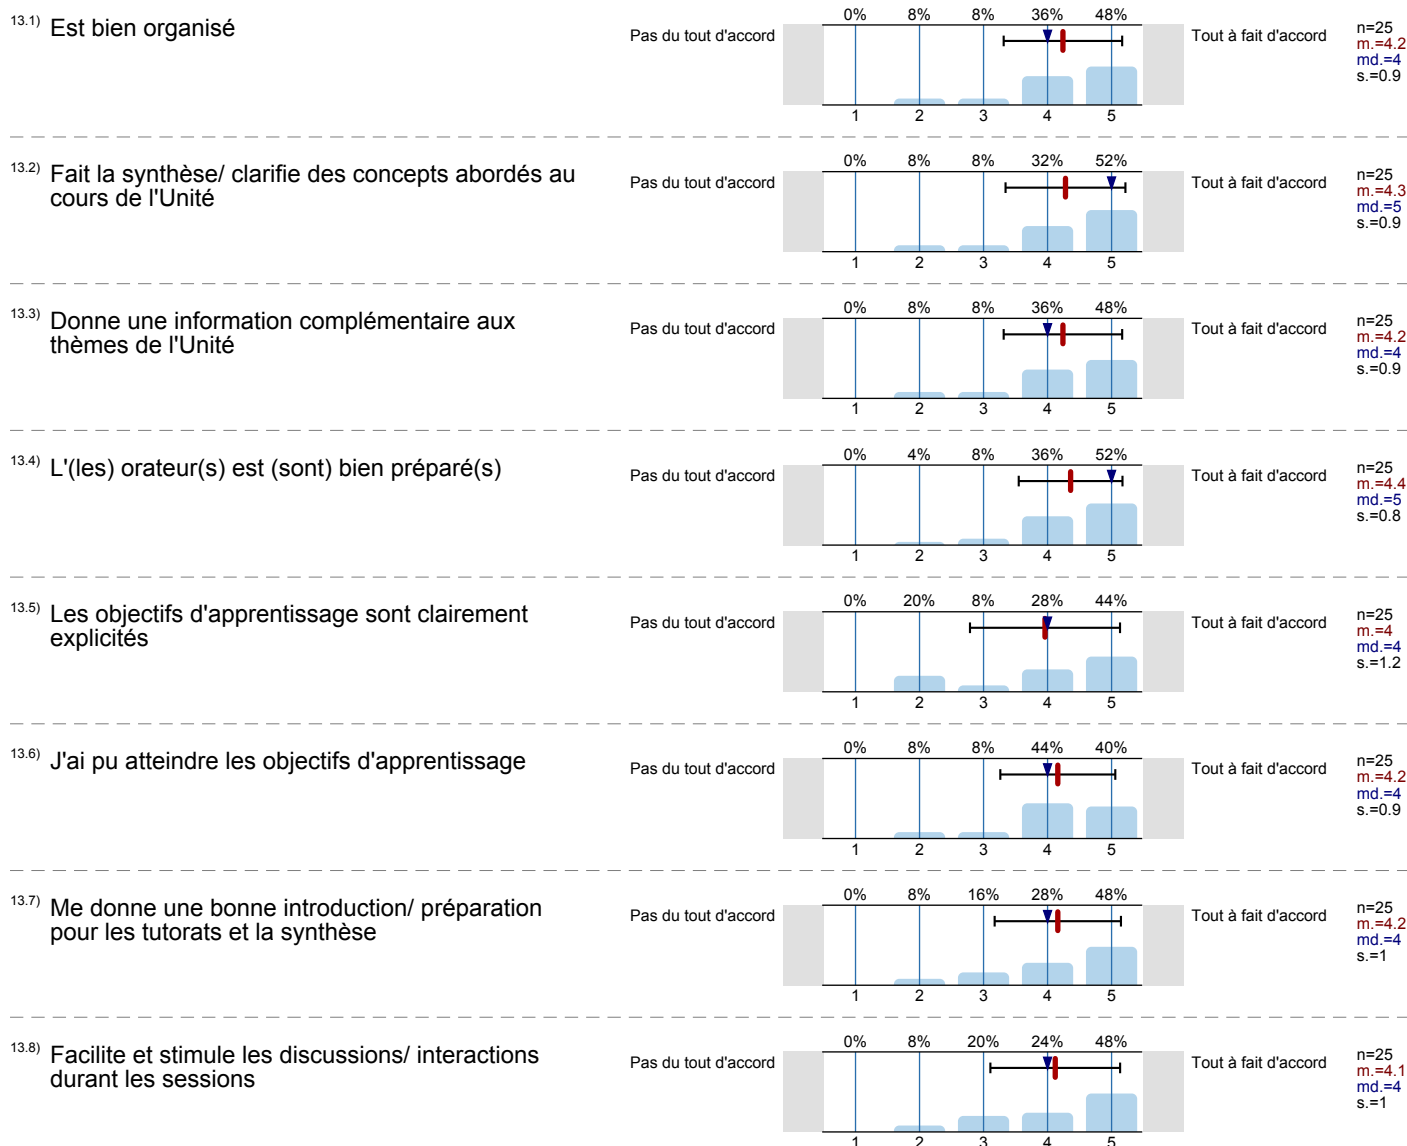 13.1) Est bien organisé
Pas du tout d'accord
0% 8% 8% 36% 48%
1 2 3 4 5
Tout à fait d'accord
n=25
m.=4.2
md.=4
s.=0.9
13.2) Fait la synthèse/ clarifie des concepts abordés au
cours de l'Unité
Pas du tout d'accord
0% 8% 8% 32% 52%
1 2 3 4 5
Tout à fait d'accord
n=25
m.=4.3
md.=5
s.=0.9
13.3) Donne une information complémentaire aux
thèmes de l'Unité
Pas du tout d'accord
0% 8% 8% 36% 48%
1 2 3 4 5
Tout à fait d'accord
n=25
m.=4.2
md.=4
s.=0.9
13.4) L'(les) orateur(s) est (sont) bien préparé(s)
Pas du tout d'accord
0% 4% 8% 36% 52%
1 2 3 4 5
Tout à fait d'accord
n=25
m.=4.4
md.=5
s.=0.8
13.5) Les objectifs d'apprentissage sont clairement
explicités
Pas du tout d'accord
0% 20% 8% 28% 44%
1 2 3 4 5
Tout à fait d'accord
n=25
m.=4
md.=4
s.=1.2
13.6) J'ai pu atteindre les objectifs d'apprentissage
Pas du tout d'accord
0% 8% 8% 44% 40%
1 2 3 4 5
Tout à fait d'accord
n=25
m.=4.2
md.=4
s.=0.9
13.7) Me donne une bonne introduction/ préparation
pour les tutorats et la synthèse
Pas du tout d'accord
0% 8% 16% 28% 48%
1 2 3 4 5
Tout à fait d'accord
n=25
m.=4.2
md.=4
s.=1
13.8) Facilite et stimule les discussions/ interactions
durant les sessions
Pas du tout d'accord
0% 8% 20% 24% 48%
1 2 3 4 5
Tout à fait d'accord
n=25
m.=4.1
md.=4
s.=1